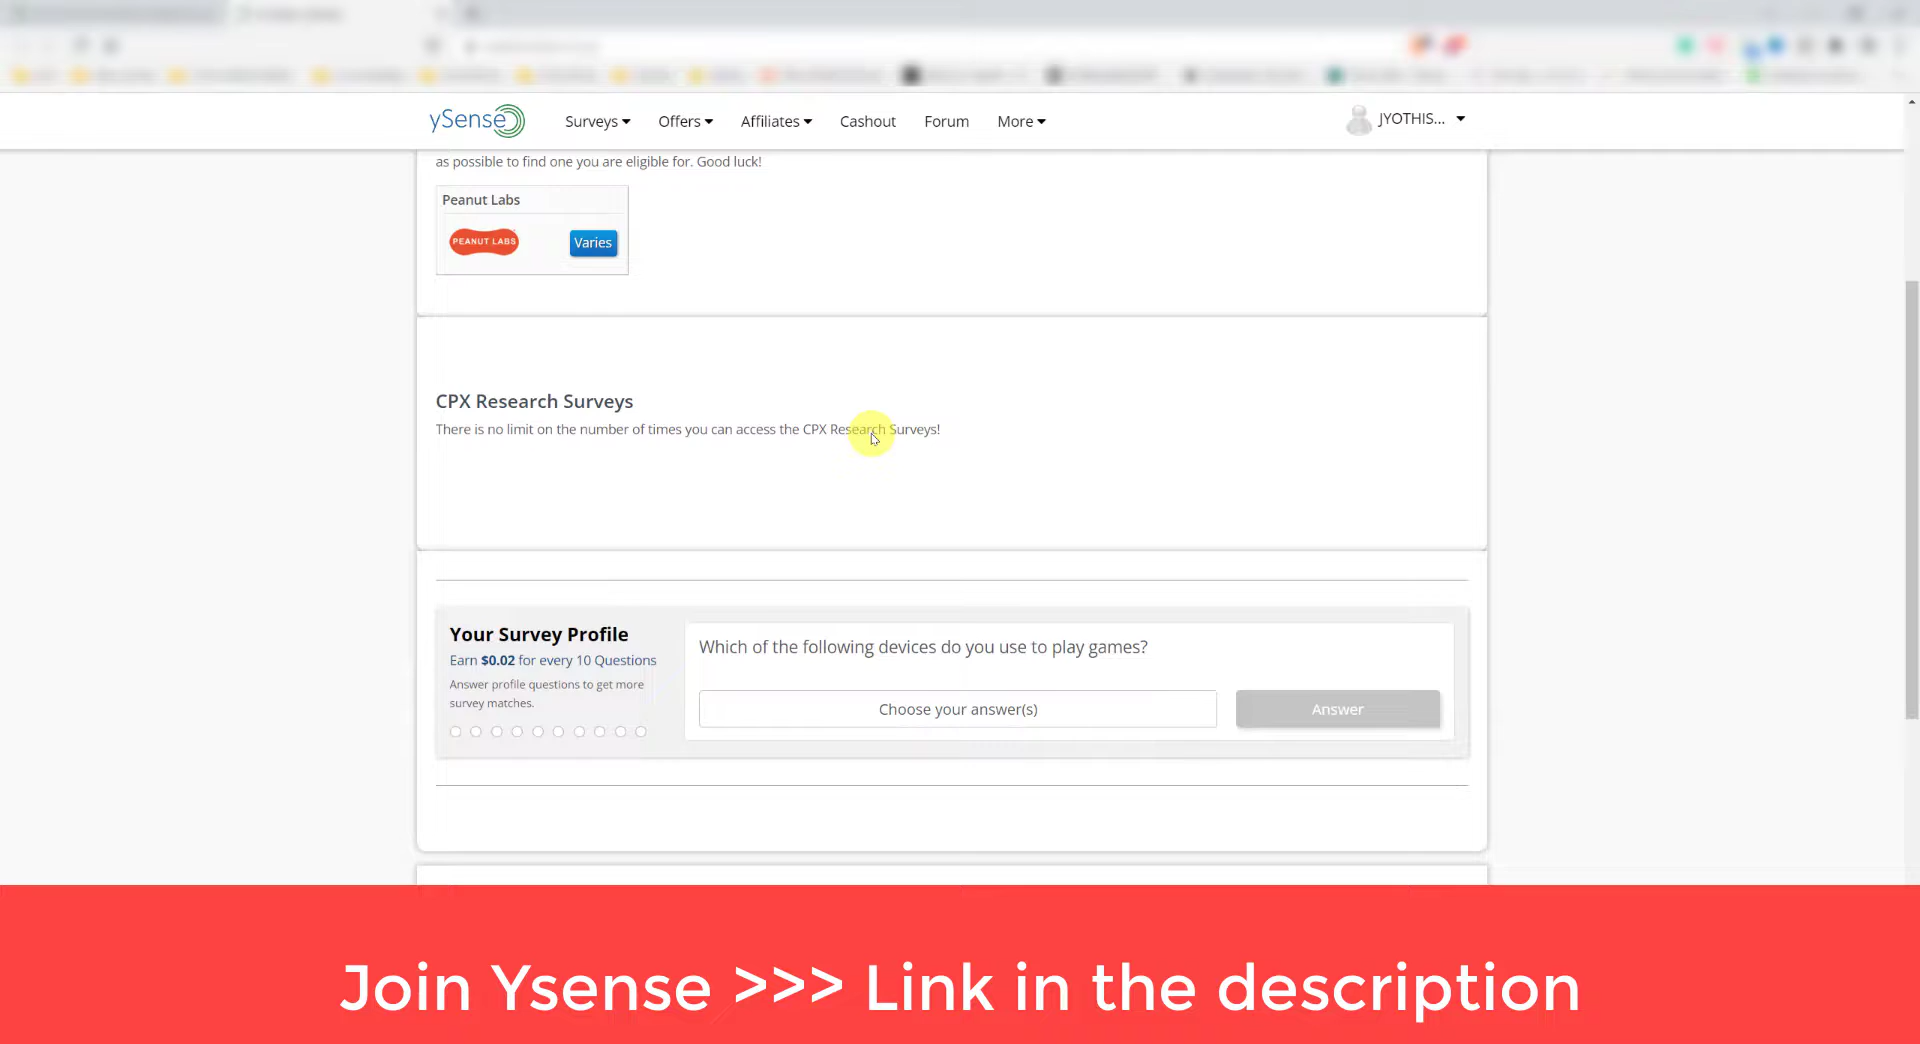 ySense Surveys Offers Affiliates Cashout Forum More JYOTHIS...
as possible to find one you are eligible for. Good luck!
Peanut Labs
PEANUT LABS Varies
CPX Research Surveys
There is no limit on the number of times you can access the CPX Research Surveys!
Your Survey Profile
Earn $0.02 for every 10 Questions
Answer profile questions to get more
survey matches.
Which of the following devices do you use to play games?
Choose your answer(s) Answer
Join Ysense >>> Link in the description